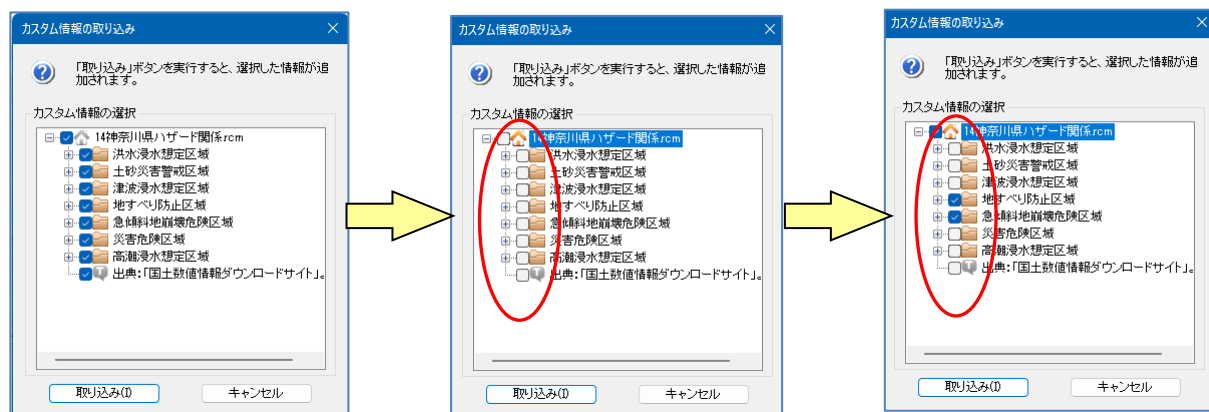 カスタム情報の取り込み
「取り込み」ボタンを実行すると、選択した情報が追
加されます。
カスタム情報の選択
14神奈川県ハザード関係rcm
洪水浸水想定区域
土砂災害警戒区域
津波浸水想定区域
地すべり防止区域
急傾斜地崩壊危険区域
災害危険区域
高潮浸水想定区域
出典:「国土数値情報ダウンロードサイト」。
取り込み(I)
キャンセル
カスタム情報の取り込み
「取り込み」ボタンを実行すると、選択した情報が追
加されます。
カスタム情報の選択
14神奈川県ハザード関係rcm
洪水浸水想定区域
土砂災害警戒区域
津波浸水想定区域
地すべり防止区域
急傾斜地崩壊危険区域
災害危険区域
高潮浸水想定区域
出典:「国土数値情報ダウンロードサイト」。
取り込み(I)
キャンセル
カスタム情報の取り込み
「取り込み」ボタンを実行すると、選択した情報が追
加されます。
カスタム情報の選択
14神奈川県ハザード関係rcm
洪水浸水想定区域
土砂災害警戒区域
津波浸水想定区域
地すべり防止区域
急傾斜地崩壊危険区域
災害危険区域
高潮浸水想定区域
出典:「国土数値情報ダウンロードサイト」。
取り込み(I)
キャンセル